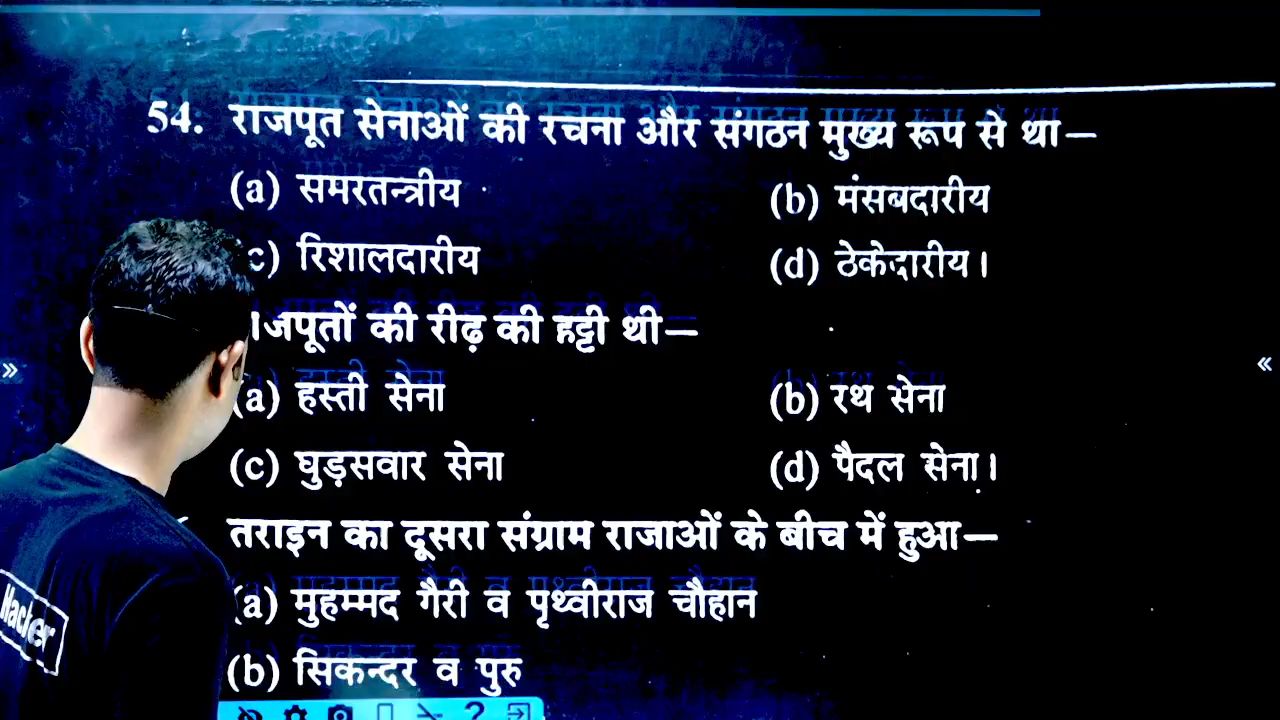 54. राजपूत सेनाओं की रचना और संगठन मुख्य रूप से था—
(a) समरतन्त्रीय (b) मंसबदारीय
c) रिशालदारीय (d) ठेकेदारीय।
ाजपूतों की रीढ़ की हड्डी थी—
(a) हस्ती सेना (b) रथ सेना
(c) घुड़सवार सेना (d) पैदल सेना।
तराइन का दूसरा संग्राम राजाओं के बीच में हुआ—
(a) मुहम्मद गैरी व पृथ्वीराज चौहान
(b) सिकन्दर व पुरु
Hacker